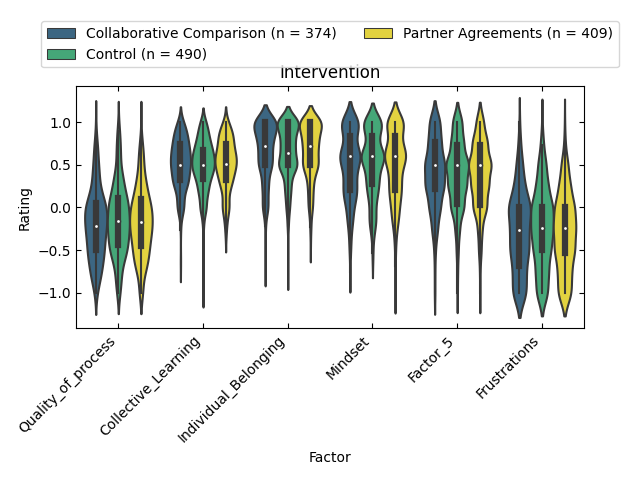 Collaborative Comparison (n = 374)
Partner Agreements (n = 409)
Control (n = 490)
Intervention
1.0
0.5
0.0
−0.5
−1.0
Rating
Quality_of_process
Collective_Learning
Individual_Belonging
Mindset
Factor_5
Frustrations
Factor